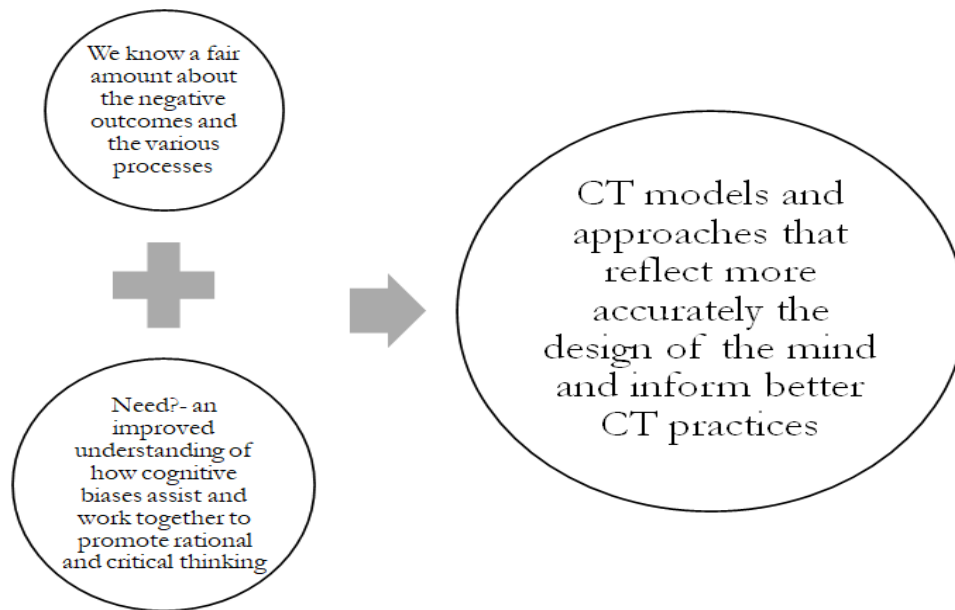 We know a fair
amount about
the negative
outcomes and
the various
processes
Need?- an
improved
understanding of
how cognitive
biases assist and
work together to
promote rational
and critical thinking
CT models and
approaches that
reflect more
accurately the
design of the mind
and inform better
CT practices